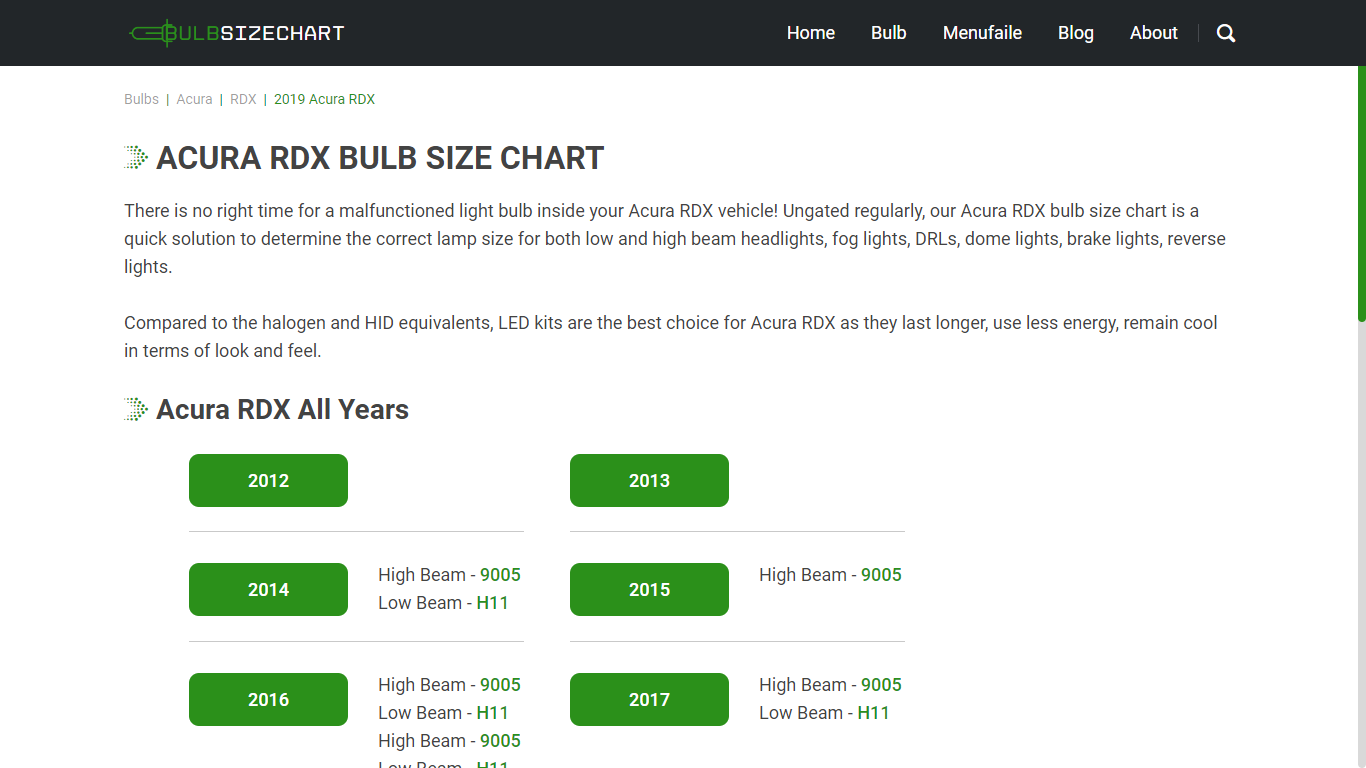 BULBSIZECHART
Home Bulb Menufaile Blog About
Bulbs | Acura | RDX | 2019 Acura RDX
ACURA RDX BULB SIZE CHART
There is no right time for a malfunctioned light bulb inside your Acura RDX vehicle! Ungated regularly, our Acura RDX bulb size chart is a
quick solution to determine the correct lamp size for both low and high beam headlights, fog lights, DRLs, dome lights, brake lights, reverse
lights.
Compared to the halogen and HID equivalents, LED kits are the best choice for Acura RDX as they last longer, use less energy, remain cool
in terms of look and feel.
Acura RDX All Years
2012
2013
2014
High Beam - 9005
Low Beam - H11
2015
High Beam - 9005
2016
High Beam - 9005
Low Beam - H11
High Beam - 9005
Low Beam - H11
2017
High Beam - 9005
Low Beam - H11